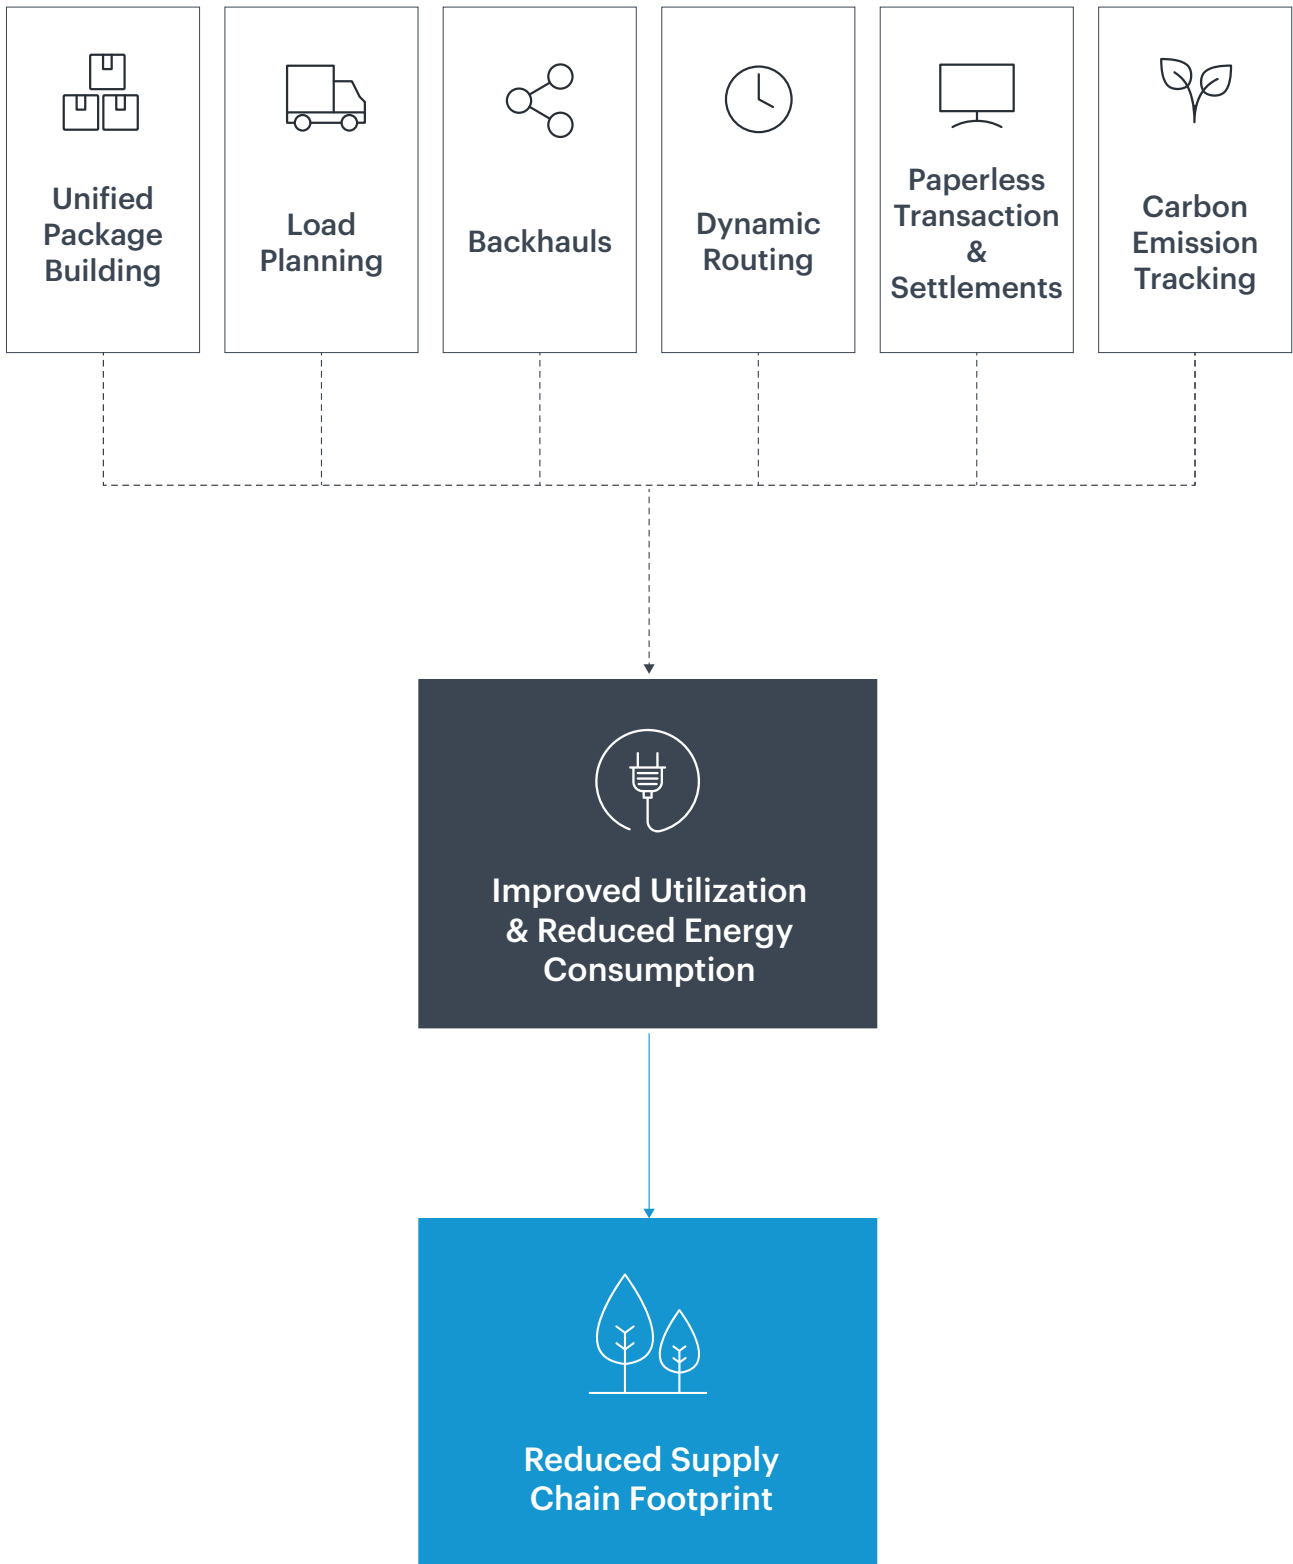 Unified
Package
Building
Load
Planning
Backhauls
Dynamic
Routing
Paperless
Transaction
&
Settlements
Carbon
Emission
Tracking
Improved Utilization
& Reduced Energy
Consumption
Reduced Supply
Chain Footprint